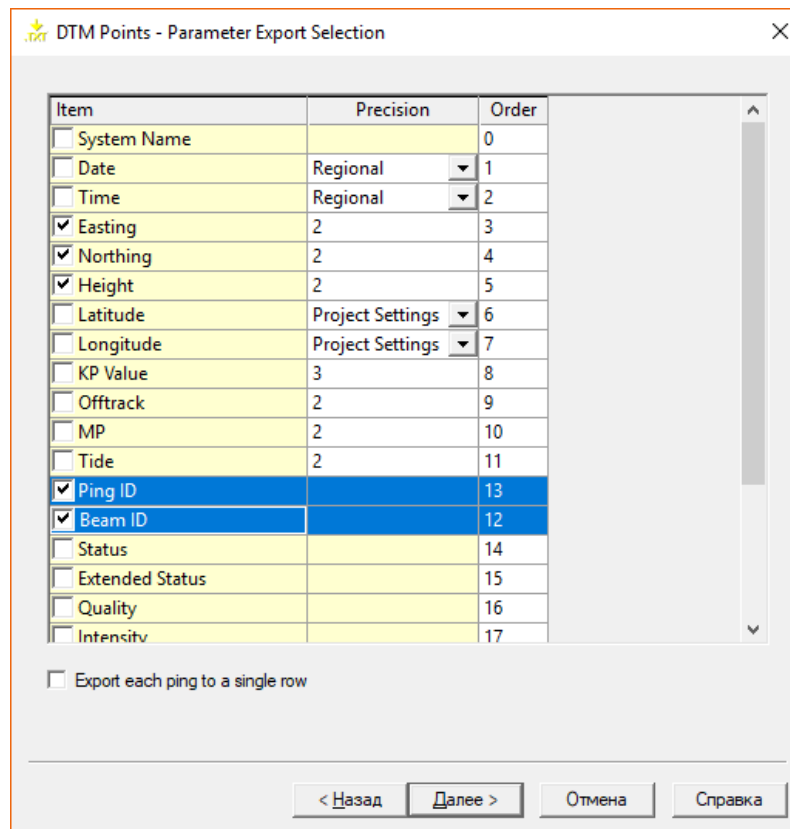 .TXT DTM Points - Parameter Export Selection
Item Precision Order
System Name 0
Date Regional 1
Time Regional 2
Easting 2 3
Northing 2 4
Height 2 5
Latitude Project Settings 6
Longitude Project Settings 7
KP Value 3 8
Offtrack 2 9
MP 2 10
Tide 2 11
Ping ID 13
Beam ID 12
Status 14
Extended Status 15
Quality 16
Intensity 17
Export each ping to a single row
< Назад Далее > Отмена Справка